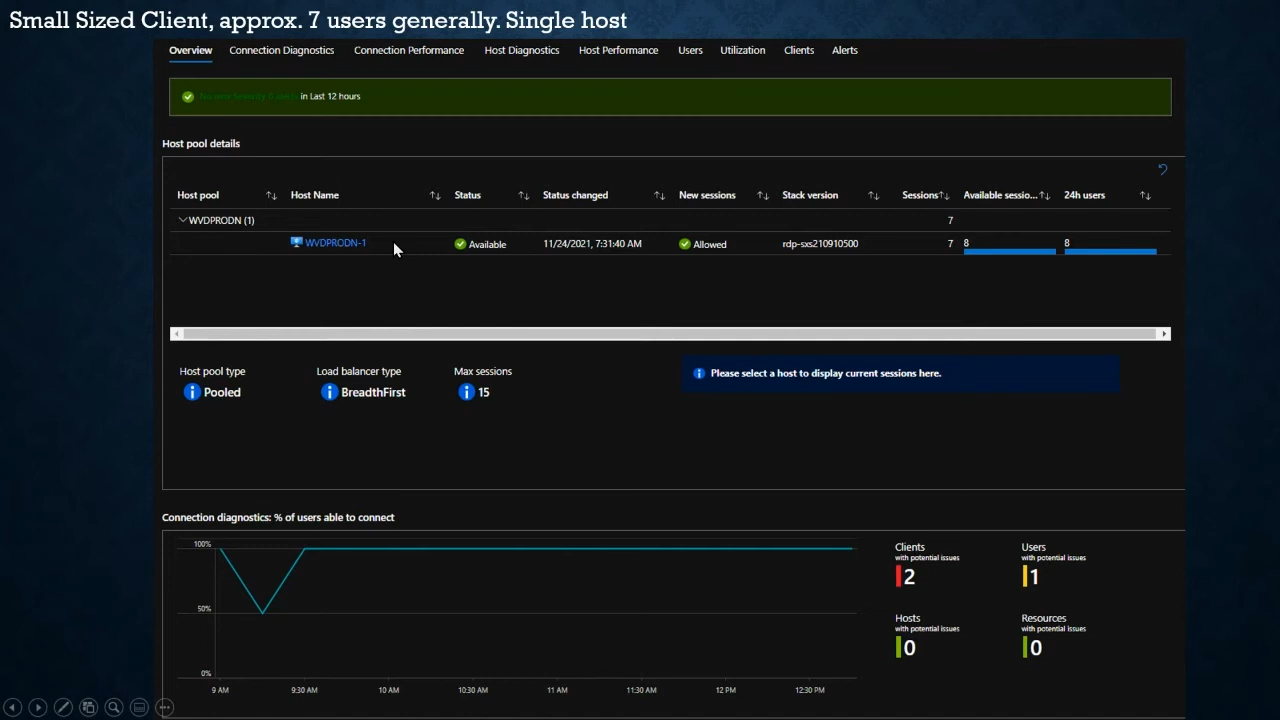 Small Sized Client, approx. 7 users generally. Single host
Overview Connection Diagnostics Connection Performance Host Diagnostics Host Performance Users Utilization Clients Alerts
in Last 12 hours
Host pool details
Host pool Host Name Status Status changed New sessions Stack version Sessions Available sessio... 24h users
WVDPRODN (1) 7
WVDPRODN-1 Available 11/24/2021, 7:31:40 AM Allowed rdp-sxs210910500 7 8 8
Host pool type Load balancer type Max sessions
Pooled BreadthFirst 15
Please select a host to display current sessions here.
Connection diagnostics: % of users able to connect
100%
50%
0%
9 AM 9:30 AM 10 AM 10:30 AM 11 AM 11:30 AM 12 PM 12:30 PM
Clients Users
with potential issues with potential issues
2 1
Hosts Resources
with potential issues with potential issues
0 0